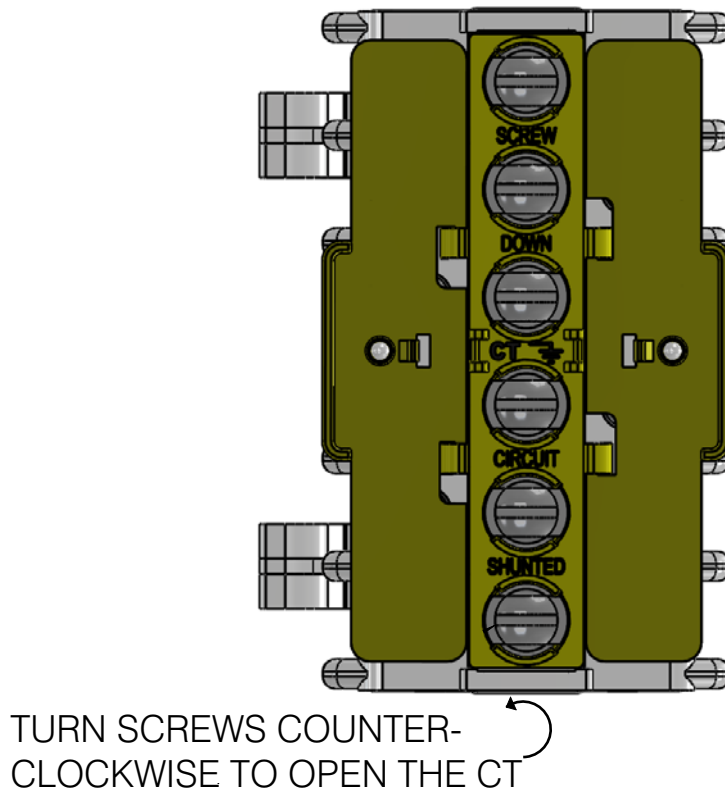 SCREW
DOWN
CT
CIRCUIT
SHUNTED
TURN SCREWS COUNTER-
CLOCKWISE TO OPEN THE CT